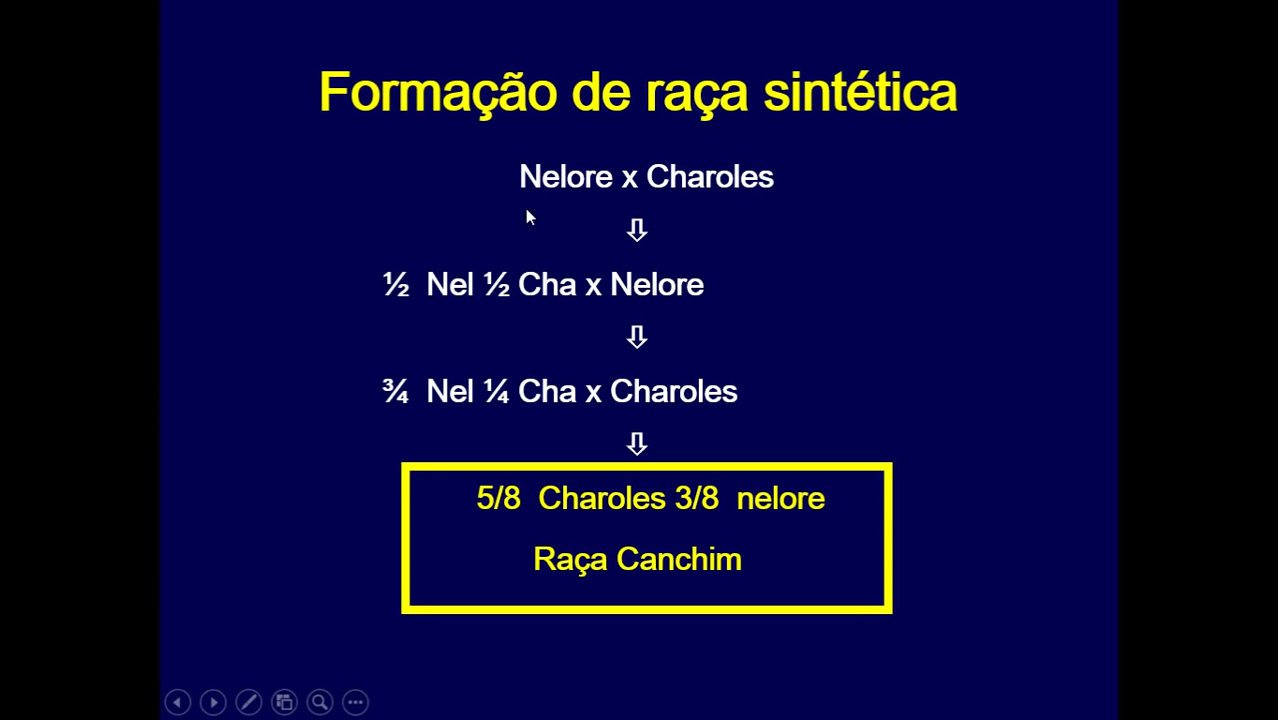 Formação de raça sintética
Nelore x Charoles
½ Nel ½ Cha x Nelore
¾ Nel ¼ Cha x Charoles
5/8 Charoles 3/8 nelore
Raça Canchim